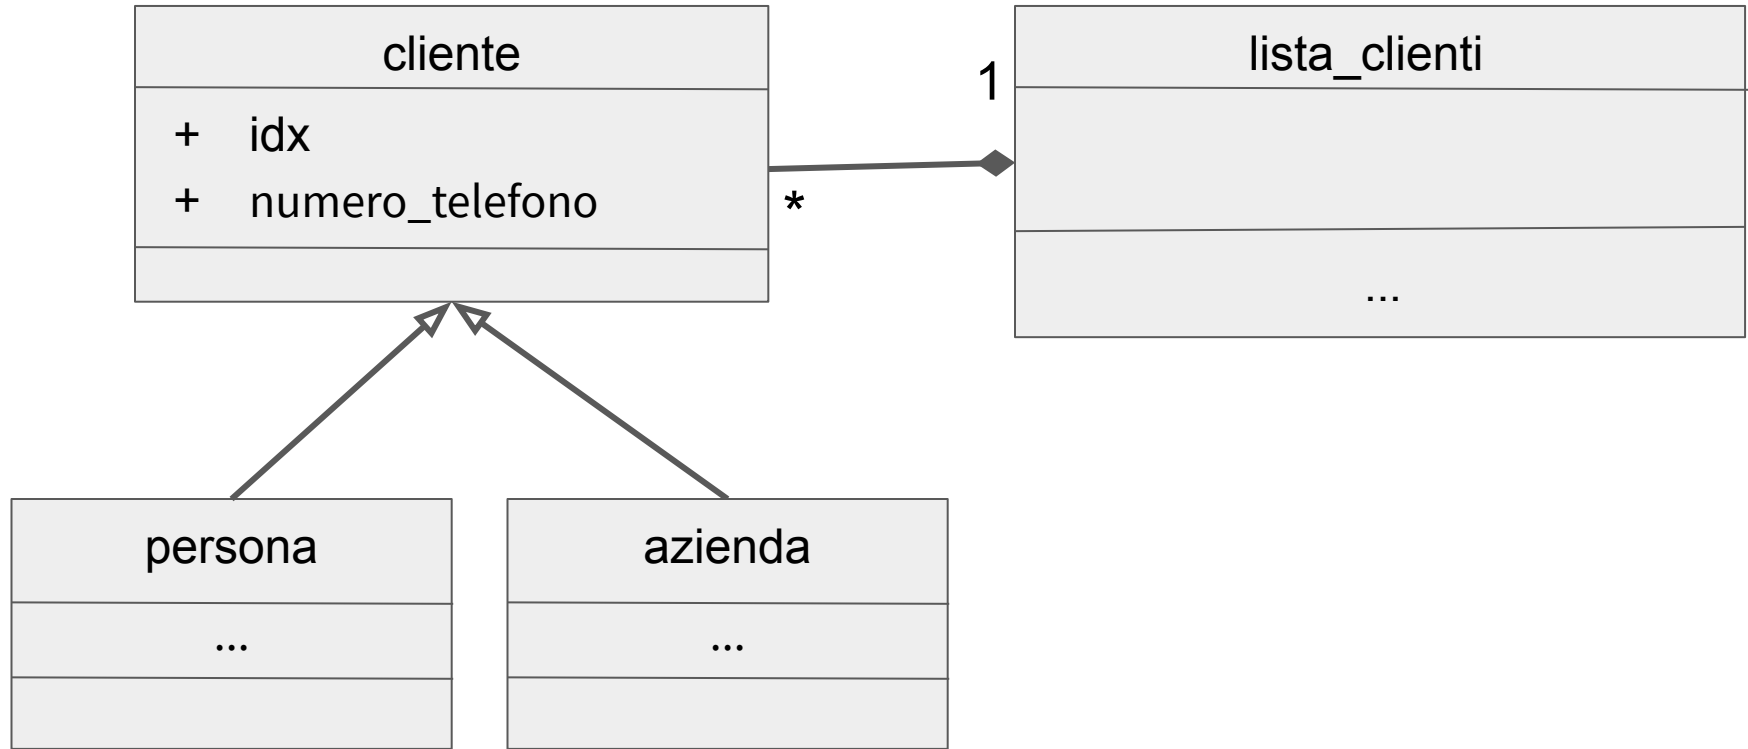 cliente
+ idx
+ numero_telefono
1
*
lista_clienti
...
persona
...
azienda
...